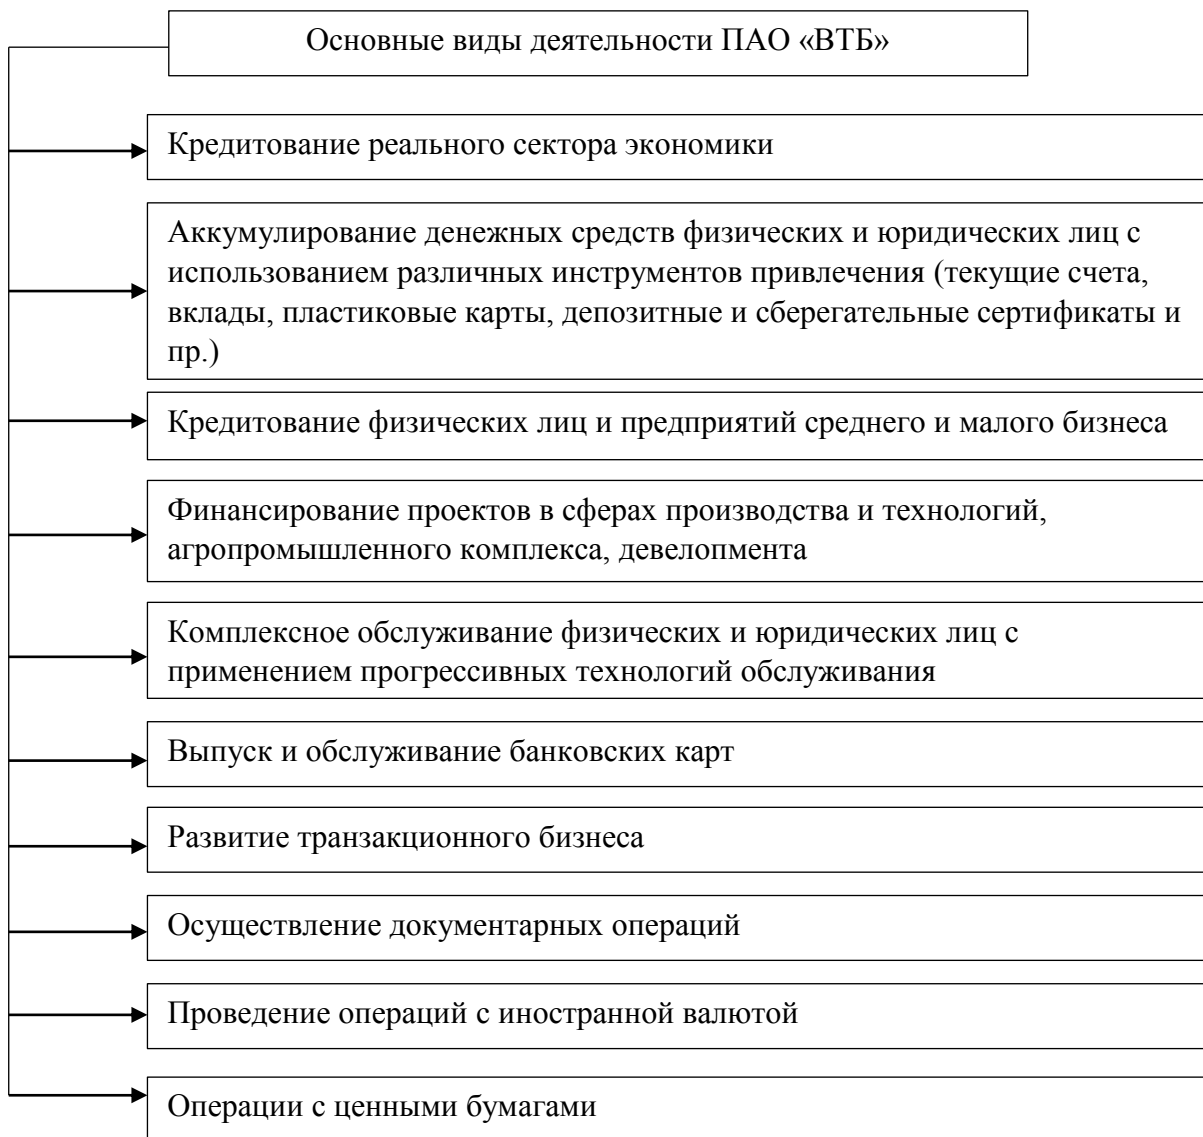 Основные виды деятельности ПАО «ВТБ»
Кредитование реального сектора экономики
Аккумулирование денежных средств физических и юридических лиц с
использованием различных инструментов привлечения (текущие счета,
вклады, пластиковые карты, депозитные и сберегательные сертификаты и
пр.)
Кредитование физических лиц и предприятий среднего и малого бизнеса
Финансирование проектов в сферах производства и технологий,
агропромышленного комплекса, девелопмента
Комплексное обслуживание физических и юридических лиц с
применением прогрессивных технологий обслуживания
Выпуск и обслуживание банковских карт
Развитие транзакционного бизнеса
Осуществление документарных операций
Проведение операций с иностранной валютой
Операции с ценными бумагами